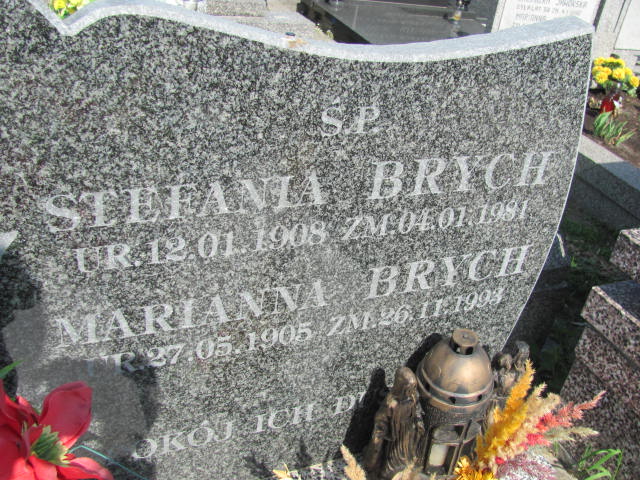 Ś.P.
STEFANIA BRYCH
UR.12.01.1908 ZM.04.01.1981
MARIANNA BRYCH
UR.27.05.1905 ZM.26.11.1993
OKÓJ ICH